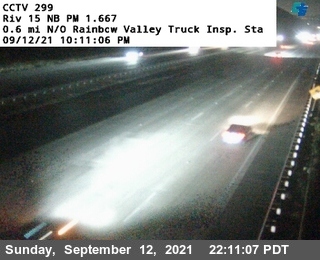 CCTV 299
Riv 15 NB PM 1.667
0.6 mi N/O Rainbcw Valley Truck Insp. Sta
09/12/21 10:11:06 PM
Sunday, September 12, 2021 22:11:07 PDT